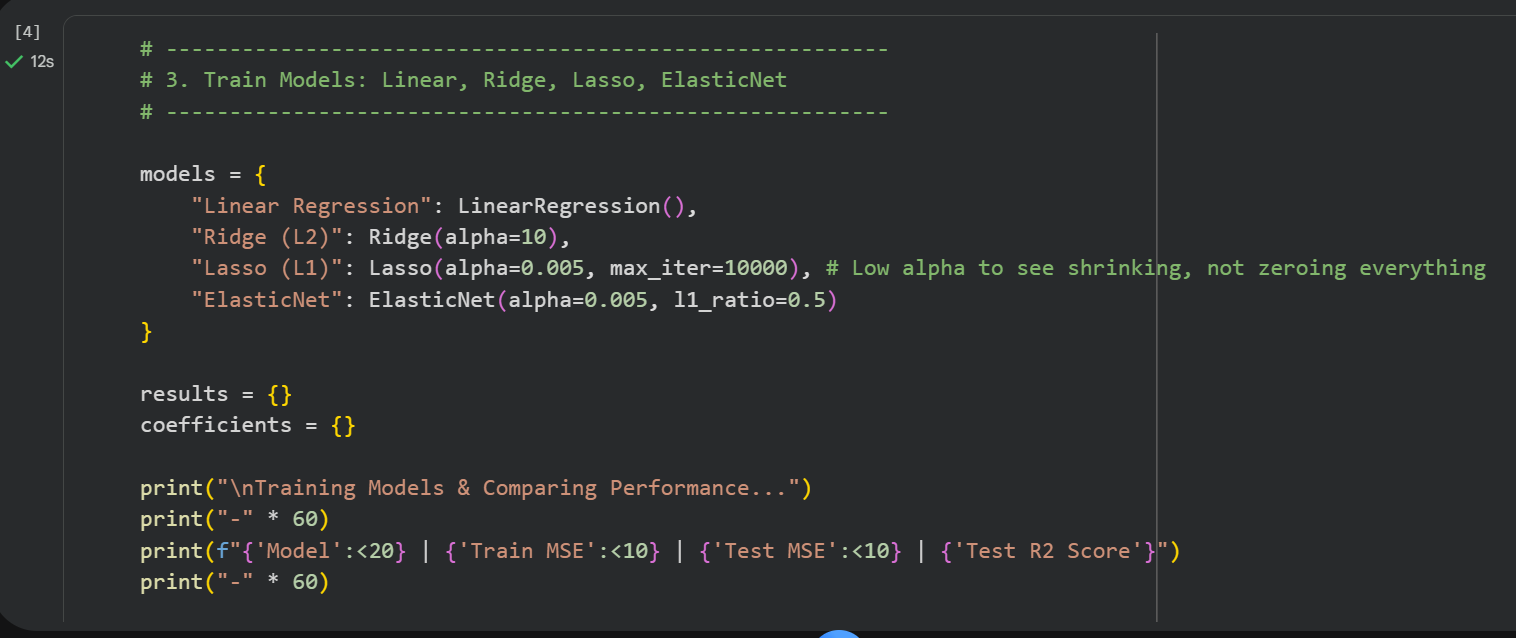 [4]
12s
# ---------------------------------------------------------
# 3. Train Models: Linear, Ridge, Lasso, ElasticNet
# ---------------------------------------------------------
models = {
    "Linear Regression": LinearRegression(),
    "Ridge (L2)": Ridge(alpha=10),
    "Lasso (L1)": Lasso(alpha=0.005, max_iter=10000), # Low alpha to see shrinking, not zeroing everything
    "ElasticNet": ElasticNet(alpha=0.005, l1_ratio=0.5)
}
results = {}
coefficients = {}
print("\nTraining Models & Comparing Performance...")
print("-" * 60)
print(f"{'Model':<20} | {'Train MSE':<10} | {'Test MSE':<10} | {'Test R2 Score'}")
print("-" * 60)